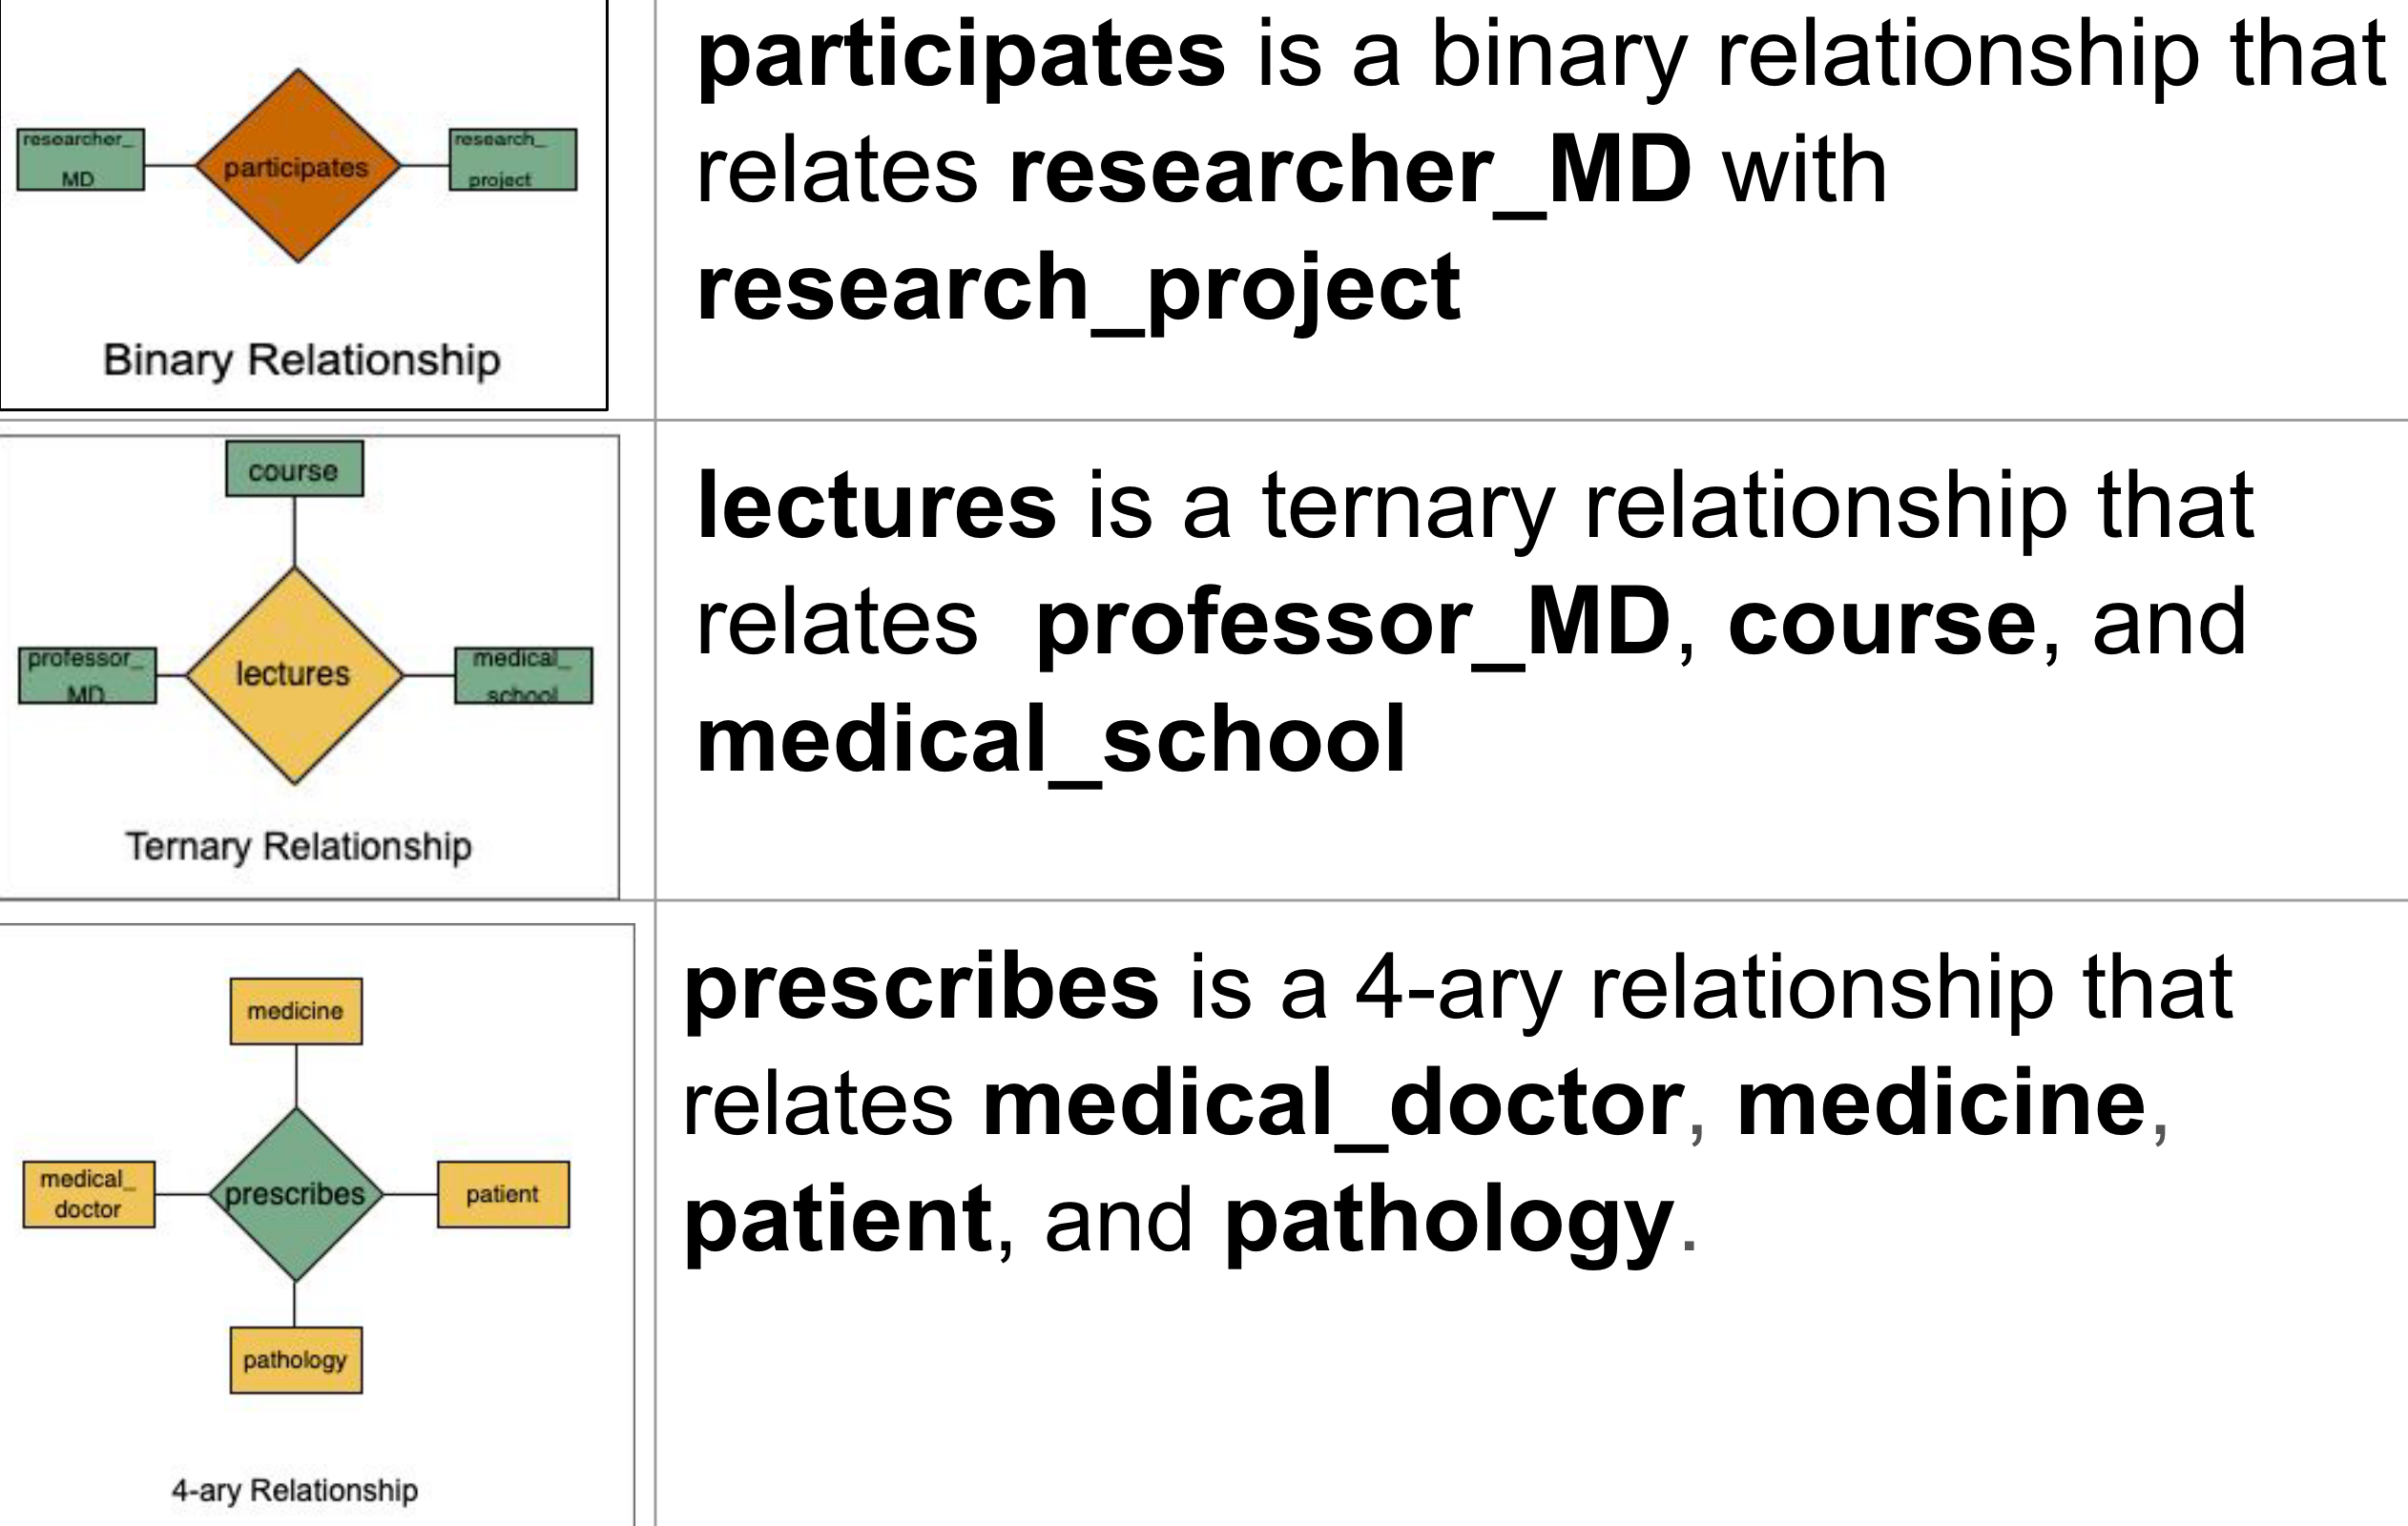 researcher_
MD
participates
research_
project
Binary Relationship
participates is a binary relationship that
relates researcher_MD with
research_project
course
professor_
MD
lectures
medical_
school
Ternary Relationship
lectures is a ternary relationship that
relates professor_MD, course, and
medical_school
medicine
medical_
doctor
prescribes
patient
pathology
4-ary Relationship
prescribes is a 4-ary relationship that
relates medical_doctor, medicine,
patient, and pathology.